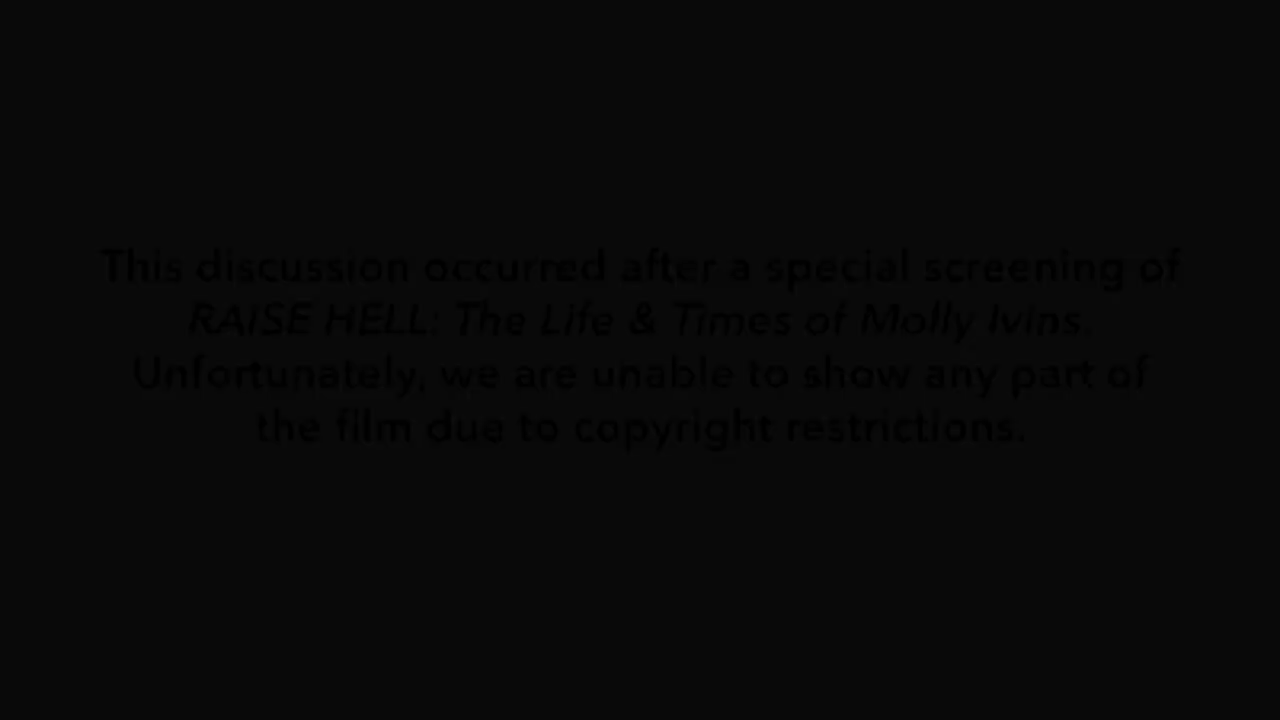 This discussion occurred after a special screening of
RAISE HELL: The Life & Times of Molly Ivins.
Unfortunately, we are unable to show any part of
the film due to copyright restrictions.